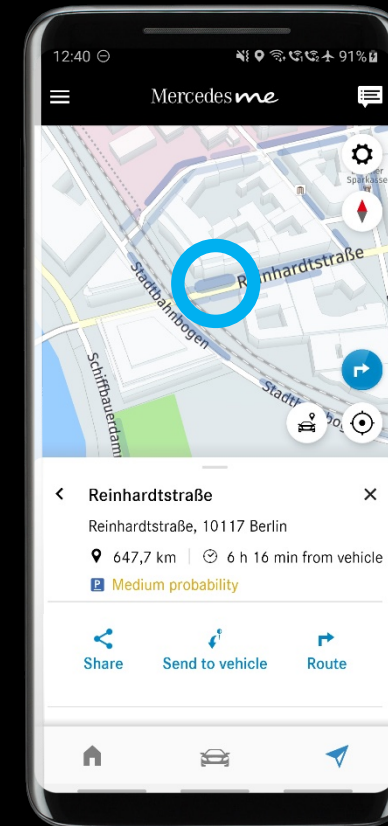 12:40
91%
Mercedes me
Sparkasse
Reinhardtstraße
Stadtbahnbogen
Schiffbauerdamm
Reinhardtstraße
Reinhardtstraße, 10117 Berlin
647,7 km 6 h 16 min from vehicle
P Medium probability
Share Send to vehicle Route